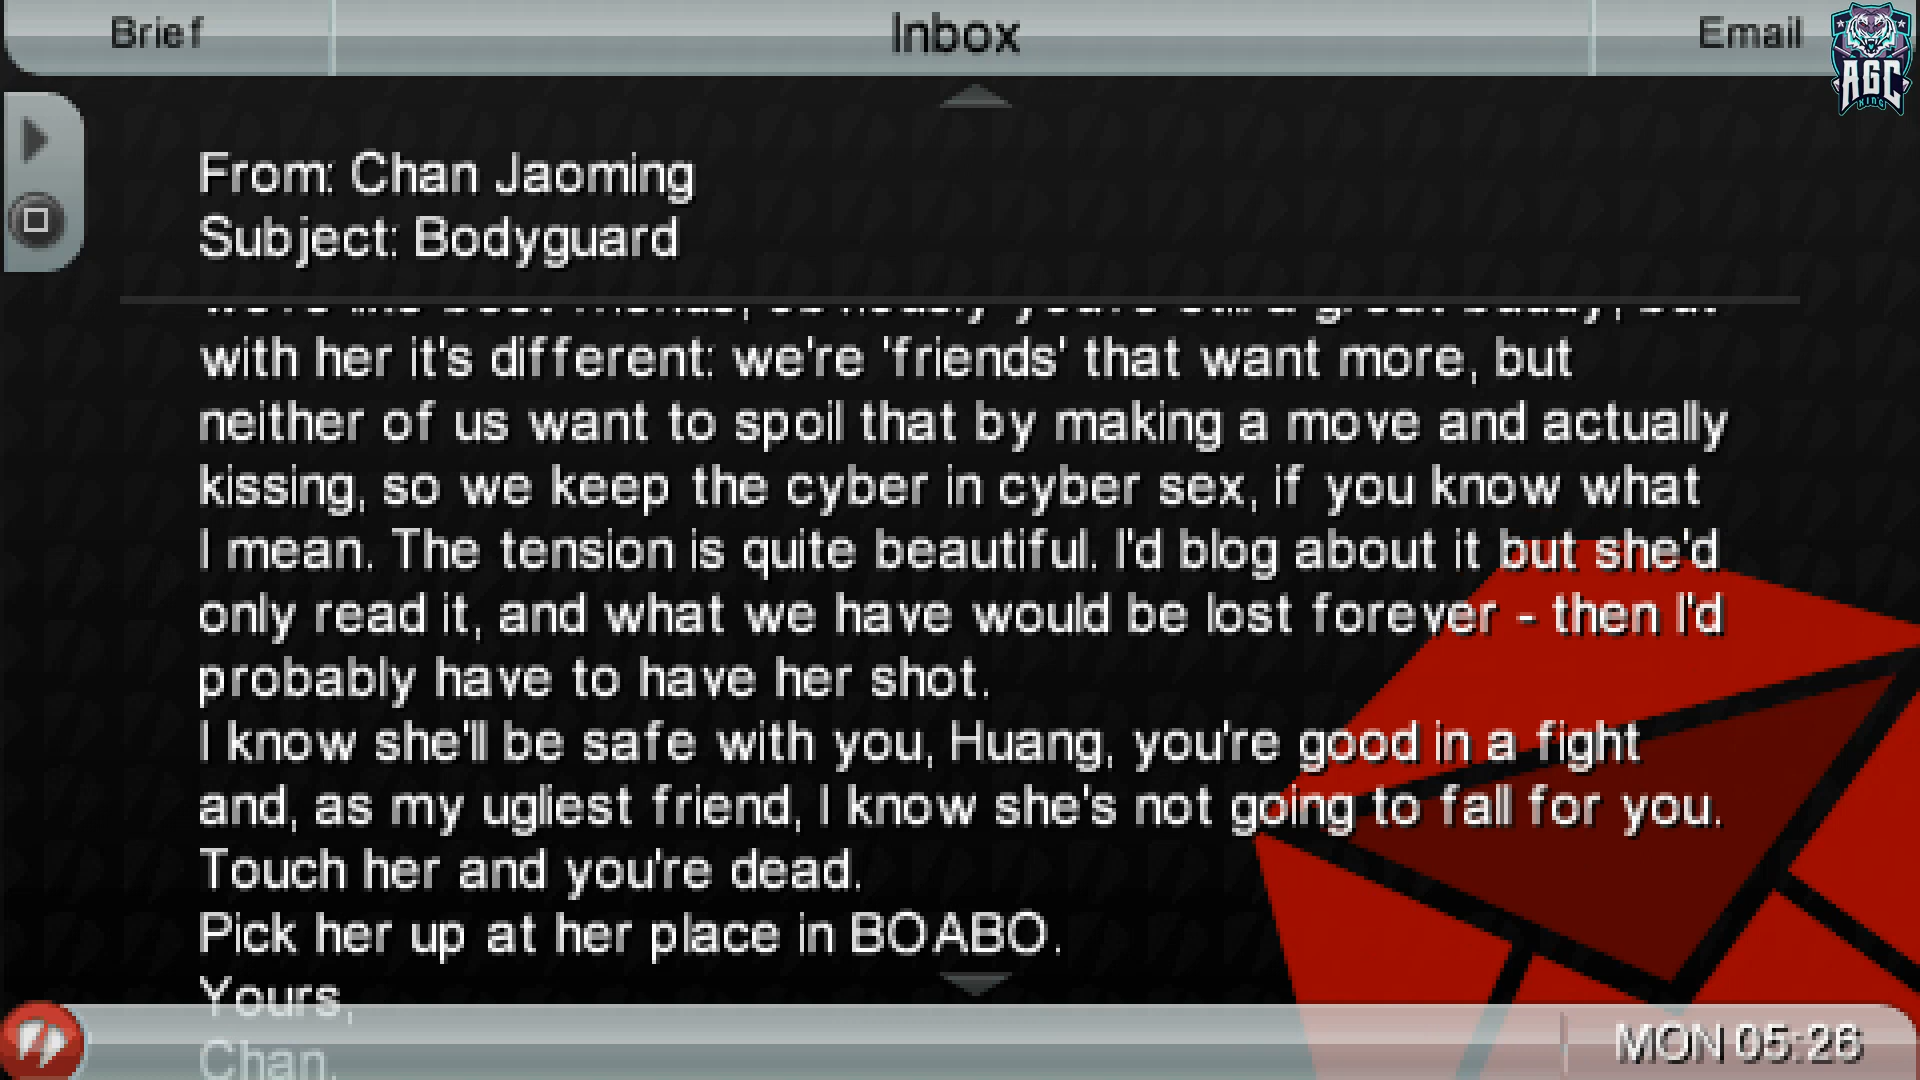 Brief
Inbox
Email
AGC
KING
From: Chan Jaoming
Subject: Bodyguard
with her it's different: we're 'friends' that want more, but
neither of us want to spoil that by making a move and actually
kissing, so we keep the cyber in cyber sex, if you know what
I mean. The tension is quite beautiful. I'd blog about it but she'd
only read it, and what we have would be lost forever - then I'd
probably have to have her shot.
I know she'll be safe with you, Huang, you're good in a fight
and, as my ugliest friend, I know she's not going to fall for you.
Touch her and you're dead.
Pick her up at her place in BOABO.
Yours,
Chan.
MON 05:26